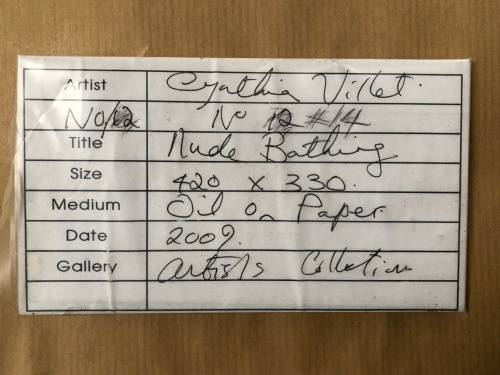 Artist Cynthia Villet.
No/12 No 12 #14
Title Nude Bathing
Size 420 x 330.
Medium Oil on Paper.
Date 2009.
Gallery Artists Collection